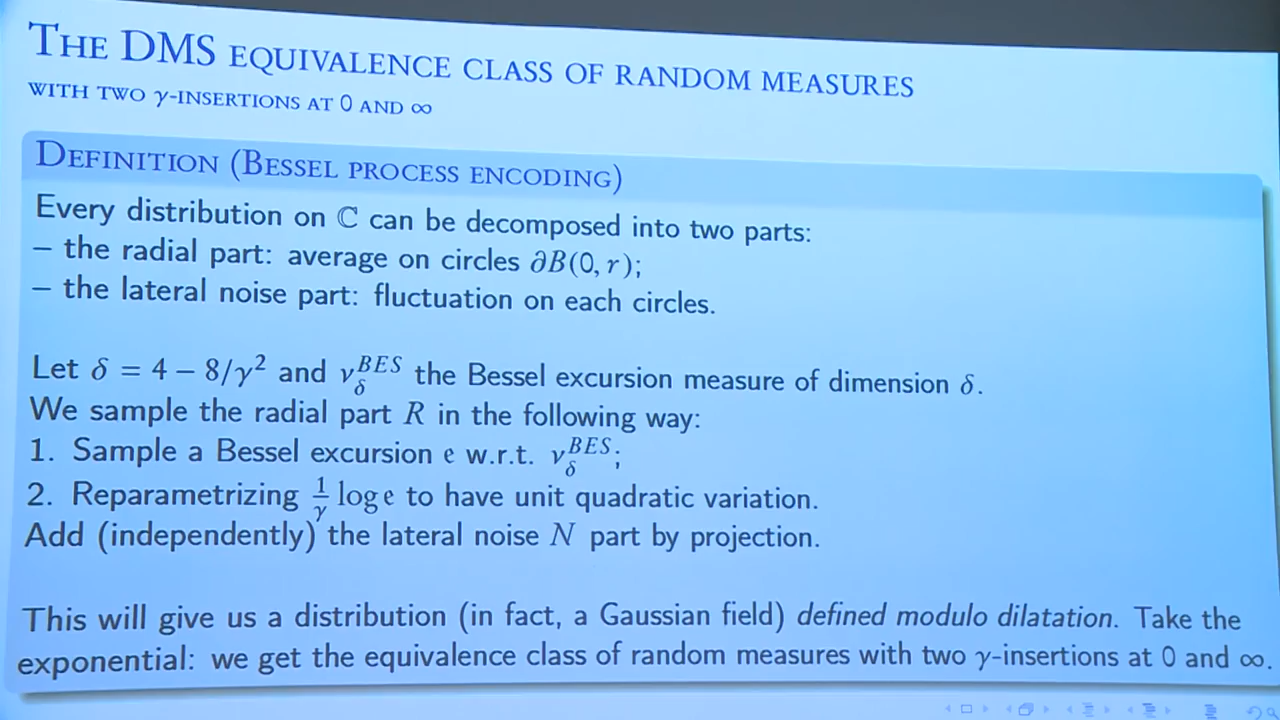 THE DMS EQUIVALENCE CLASS OF RANDOM MEASURES
WITH TWO γ-INSERTIONS AT 0 AND ∞
DEFINITION (BESSEL PROCESS ENCODING)
Every distribution on ℂ can be decomposed into two parts:
– the radial part: average on circles ∂B(0, r);
– the lateral noise part: fluctuation on each circles.
Let δ = 4 − 8/γ² and ν_δ^{BES} the Bessel excursion measure of dimension δ.
We sample the radial part R in the following way:
1. Sample a Bessel excursion e w.r.t. ν_δ^{BES};
2. Reparametrizing 1/γ log e to have unit quadratic variation.
Add (independently) the lateral noise N part by projection.
This will give us a distribution (in fact, a Gaussian field) defined modulo dilatation. Take the
exponential: we get the equivalence class of random measures with two γ-insertions at 0 and ∞.